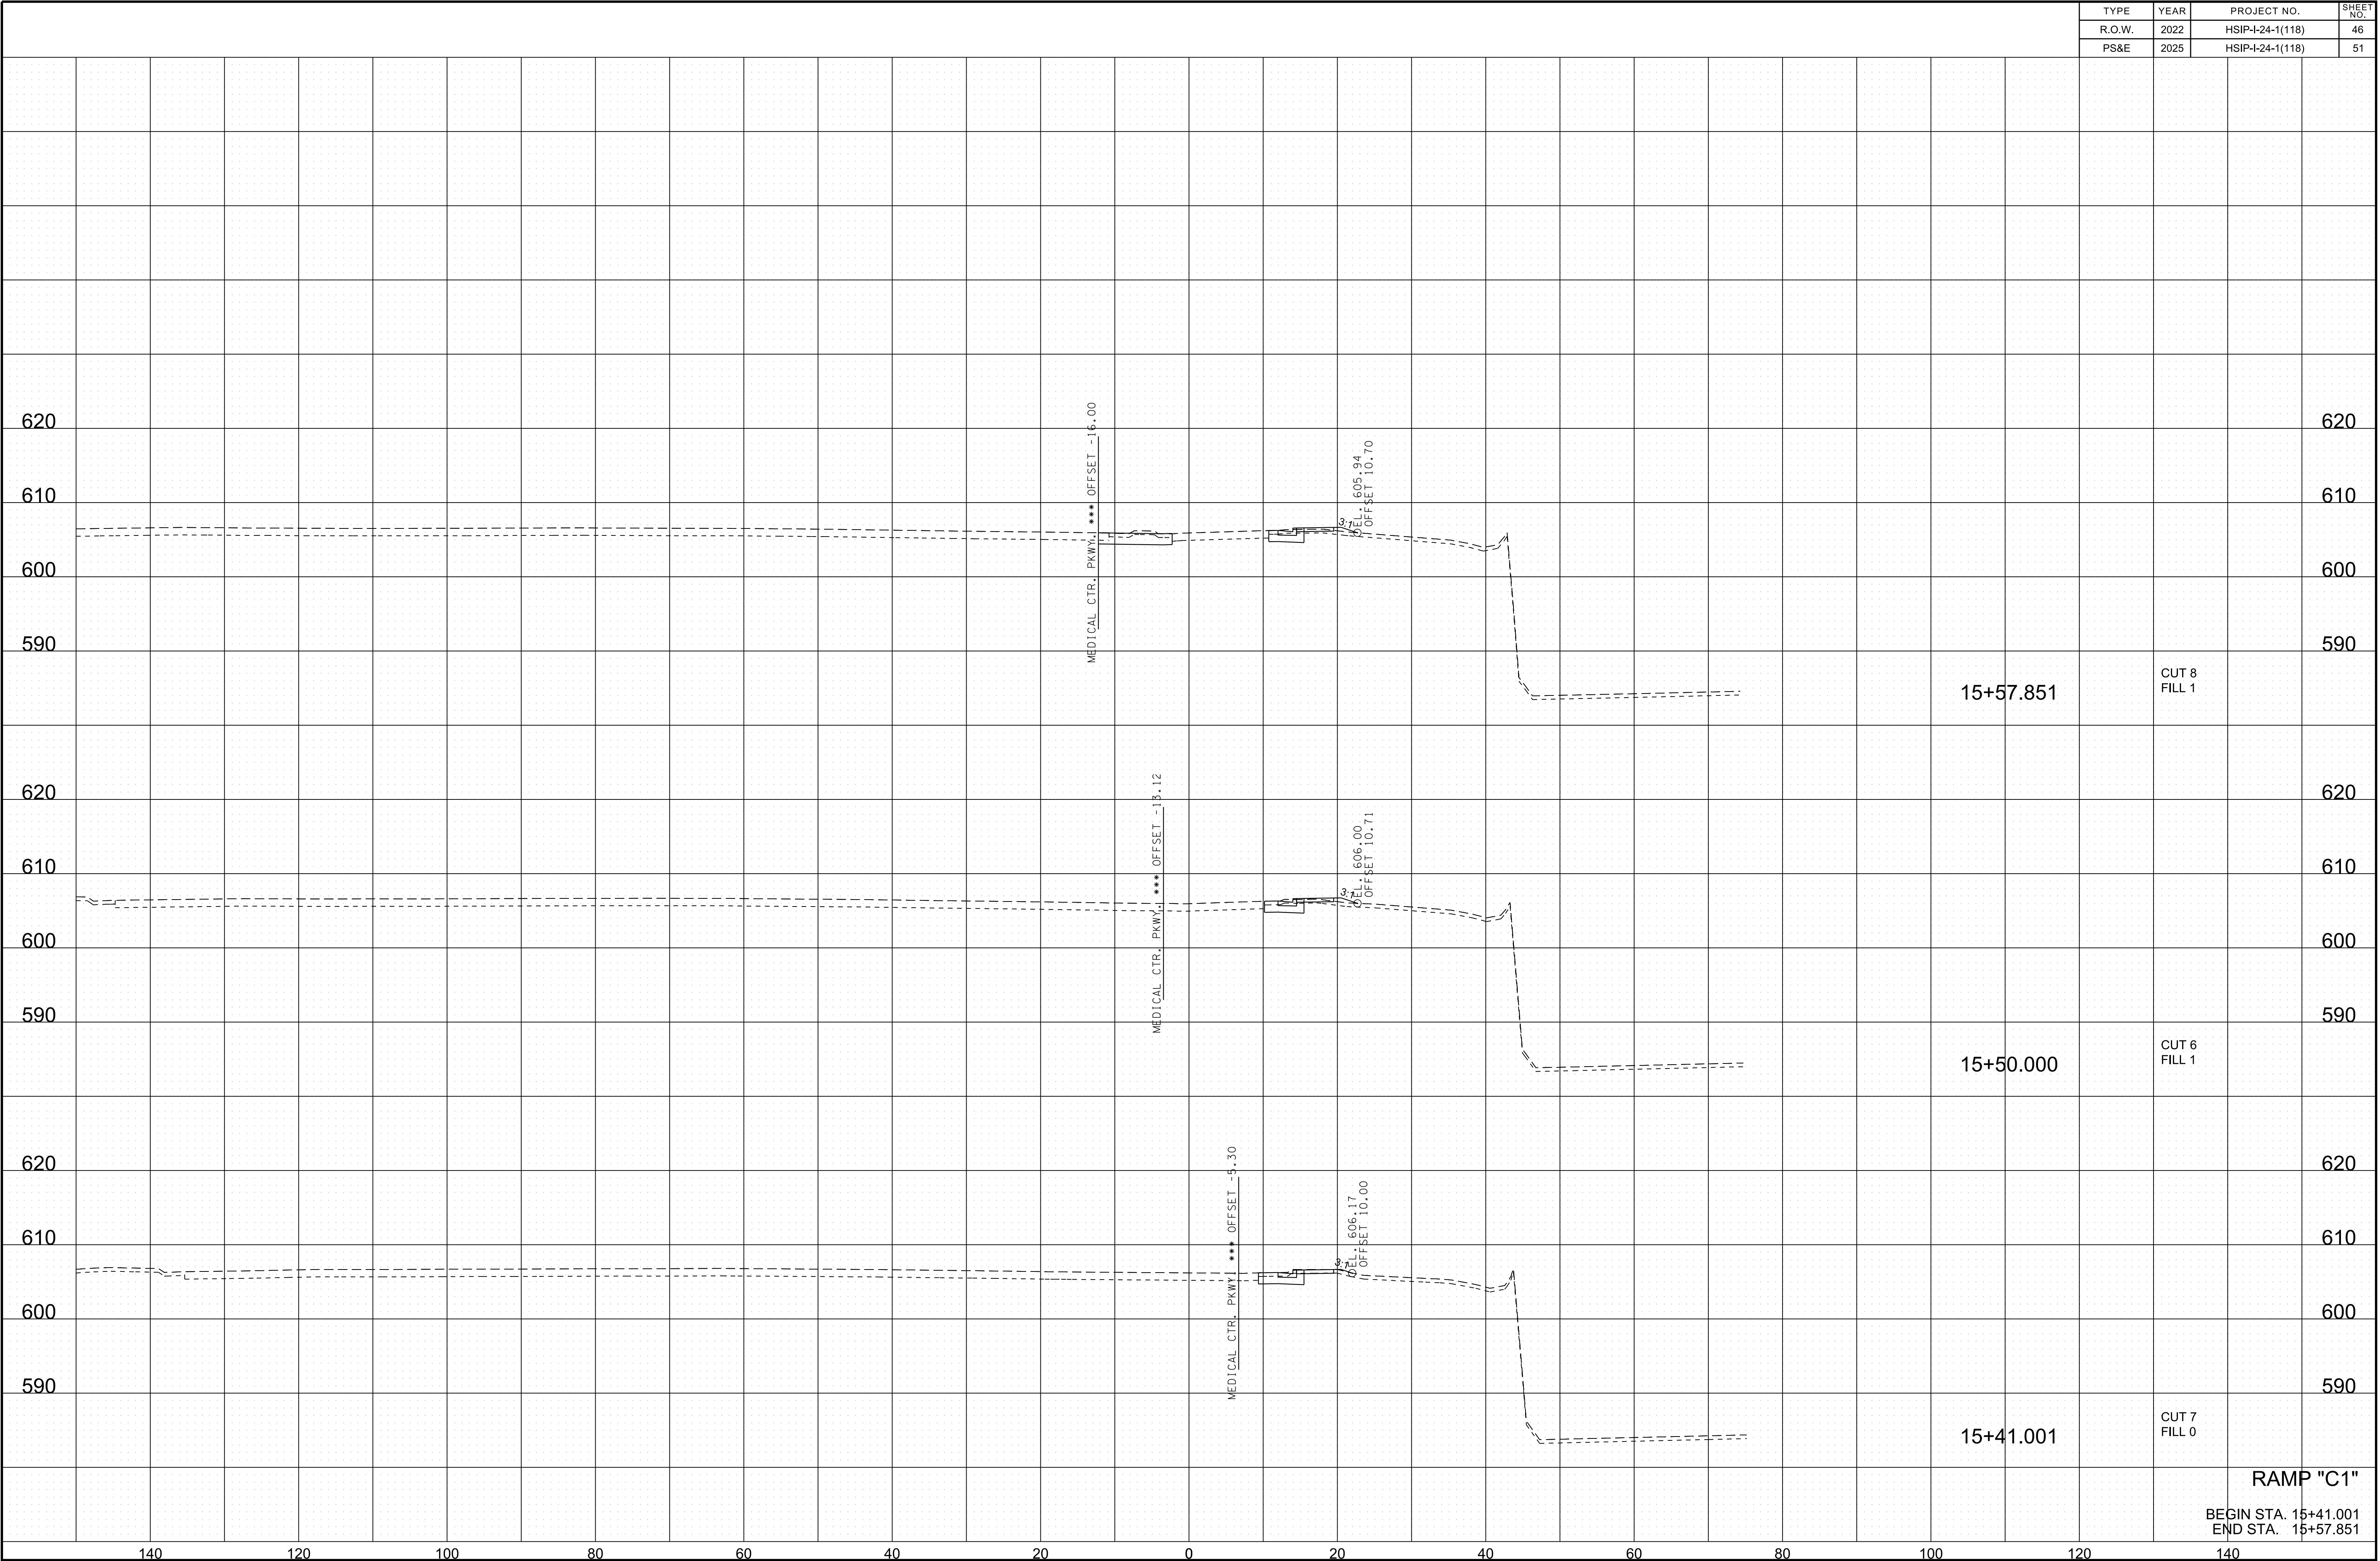 TYPE YEAR PROJECT NO. SHEET NO.
R.O.W. 2022 HSIP-I-24-1(118) 46
PS&E 2025 HSIP-I-24-1(118) 51
620 620
610 610
600 600
590 590
MEDICAL CTR. PKWY. *** OFFSET -16.00
3:1
EL. 605.94
OFFSET 10.70
15+57.851
CUT 8
FILL 1
620 620
610 610
600 600
590 590
MEDICAL CTR. PKWY. *** OFFSET -13.12
3:1
EL. 606.00
OFFSET 10.71
15+50.000
CUT 6
FILL 1
620 620
610 610
600 600
590 590
MEDICAL CTR. PKWY. *** OFFSET -5.30
3:1
EL. 606.17
OFFSET 10.00
15+41.001
CUT 7
FILL 0
RAMP "C1"
BEGIN STA. 15+41.001
END STA. 15+57.851
140 120 100 80 60 40 20 0 20 40 60 80 100 120 140